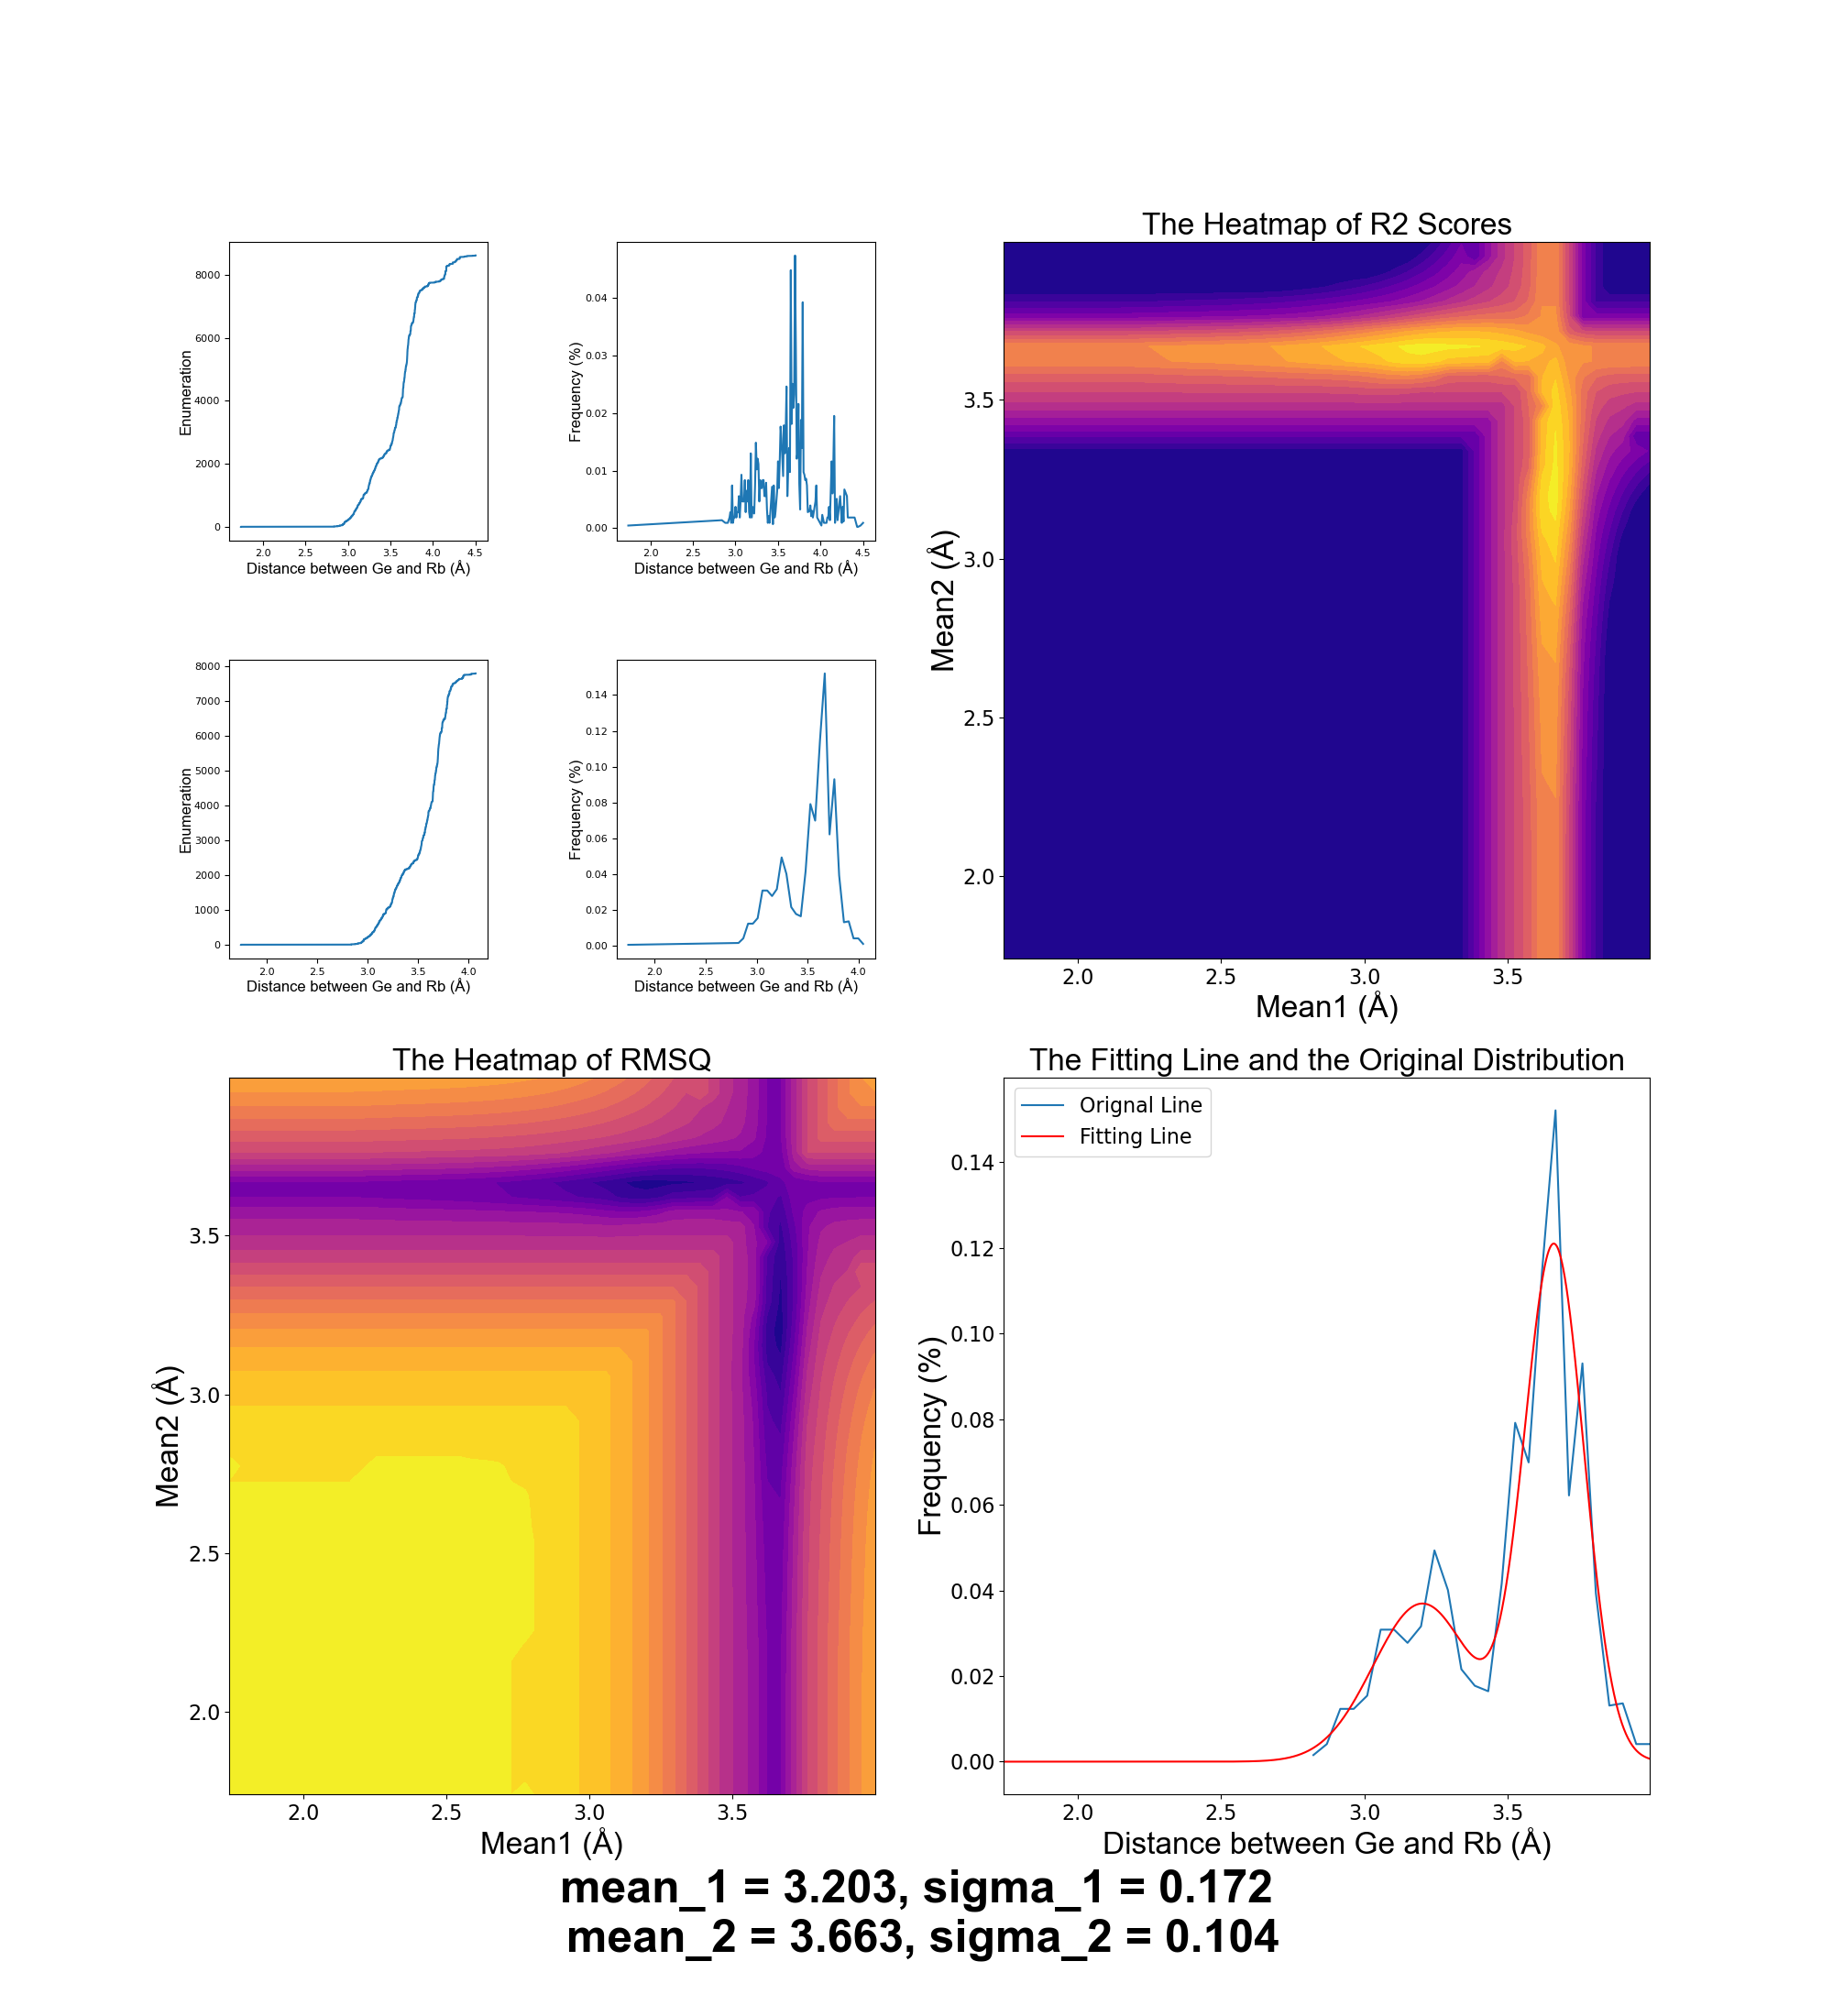 The Heatmap of R2 Scores
8000
6000
4000
2000
0
Enumeration
2.0 2.5 3.0 3.5 4.0 4.5
Distance between Ge and Rb (Å)
0.04
0.03
0.02
0.01
0.00
Frequency (%)
2.0 2.5 3.0 3.5 4.0 4.5
Distance between Ge and Rb (Å)
3.5
3.0
2.5
2.0
Mean2 (Å)
2.0 2.5 3.0 3.5
Mean1 (Å)
8000
7000
6000
5000
4000
3000
2000
1000
0
Enumeration
2.0 2.5 3.0 3.5 4.0
Distance between Ge and Rb (Å)
0.14
0.12
0.10
0.08
0.06
0.04
0.02
0.00
Frequency (%)
2.0 2.5 3.0 3.5 4.0
Distance between Ge and Rb (Å)
The Heatmap of RMSQ
3.5
3.0
2.5
2.0
Mean2 (Å)
2.0 2.5 3.0 3.5
Mean1 (Å)
The Fitting Line and the Original Distribution
Orignal Line
Fitting Line
0.14
0.12
0.10
0.08
0.06
0.04
0.02
0.00
Frequency (%)
2.0 2.5 3.0 3.5
Distance between Ge and Rb (Å)
mean_1 = 3.203, sigma_1 = 0.172
mean_2 = 3.663, sigma_2 = 0.104